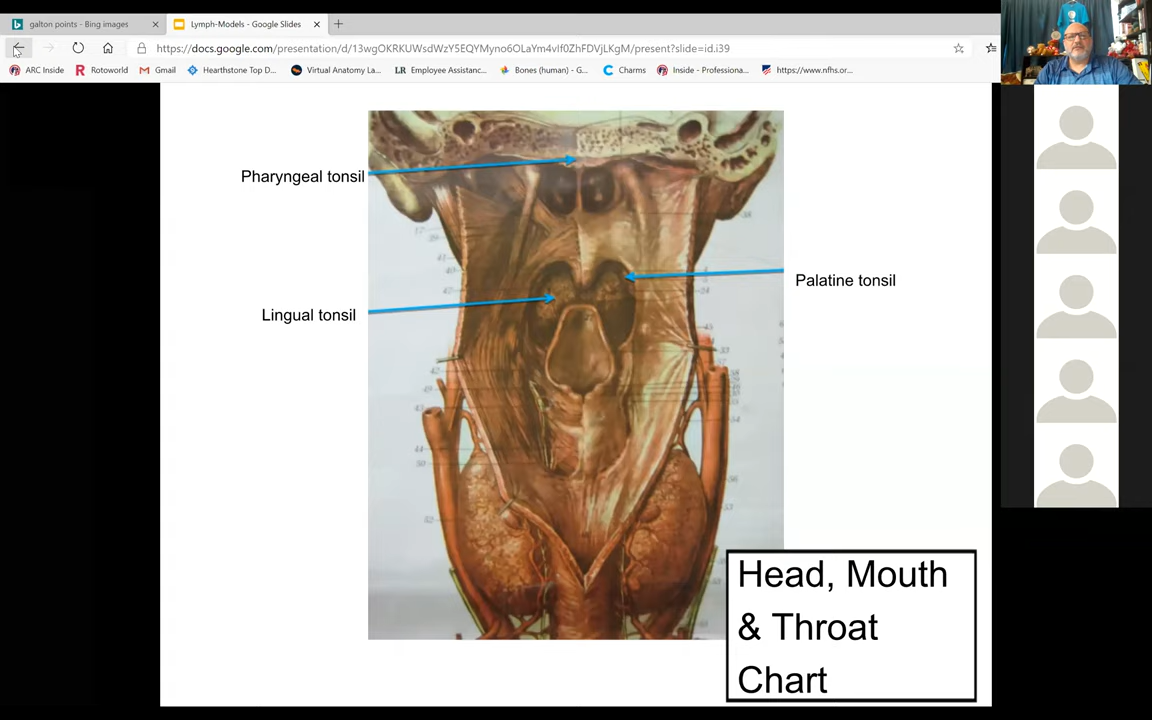 galton points - Bing images
Lymph-Models - Google Slides
https://docs.google.com/presentation/d/13wgOKRKUWsdWzY5EQYMyno6OLaYm4vIf0ZhFDVjLKgM/present?slide=id.i39
ARC Inside
Rotoworld
Gmail
Hearthstone Top D...
Virtual Anatomy La...
LR Employee Assistanc...
Bones (human) - G...
Charms
Inside - Professiona...
https://www.nfhs.or...
Pharyngeal tonsil
Palatine tonsil
Lingual tonsil
Head, Mouth
& Throat
Chart